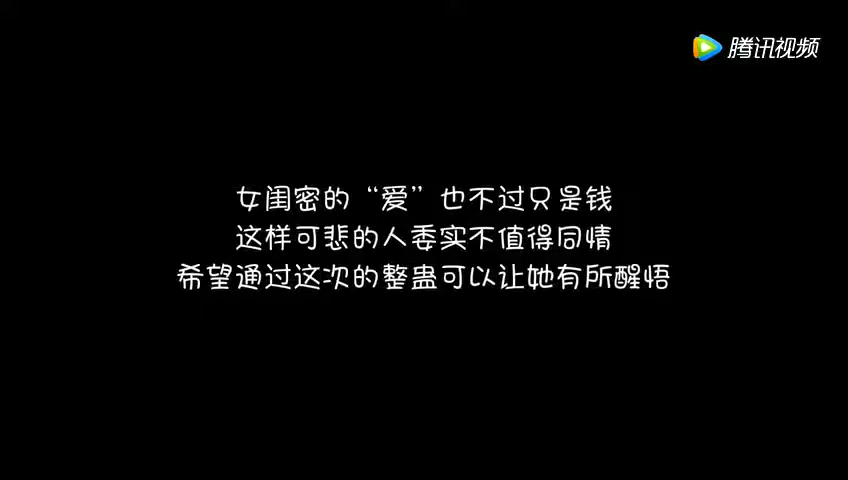 腾讯视频
女闺密的“爱”也不过只是钱
这样可悲的人委实不值得同情
希望通过这次的整蛊可以让她有所醒悟